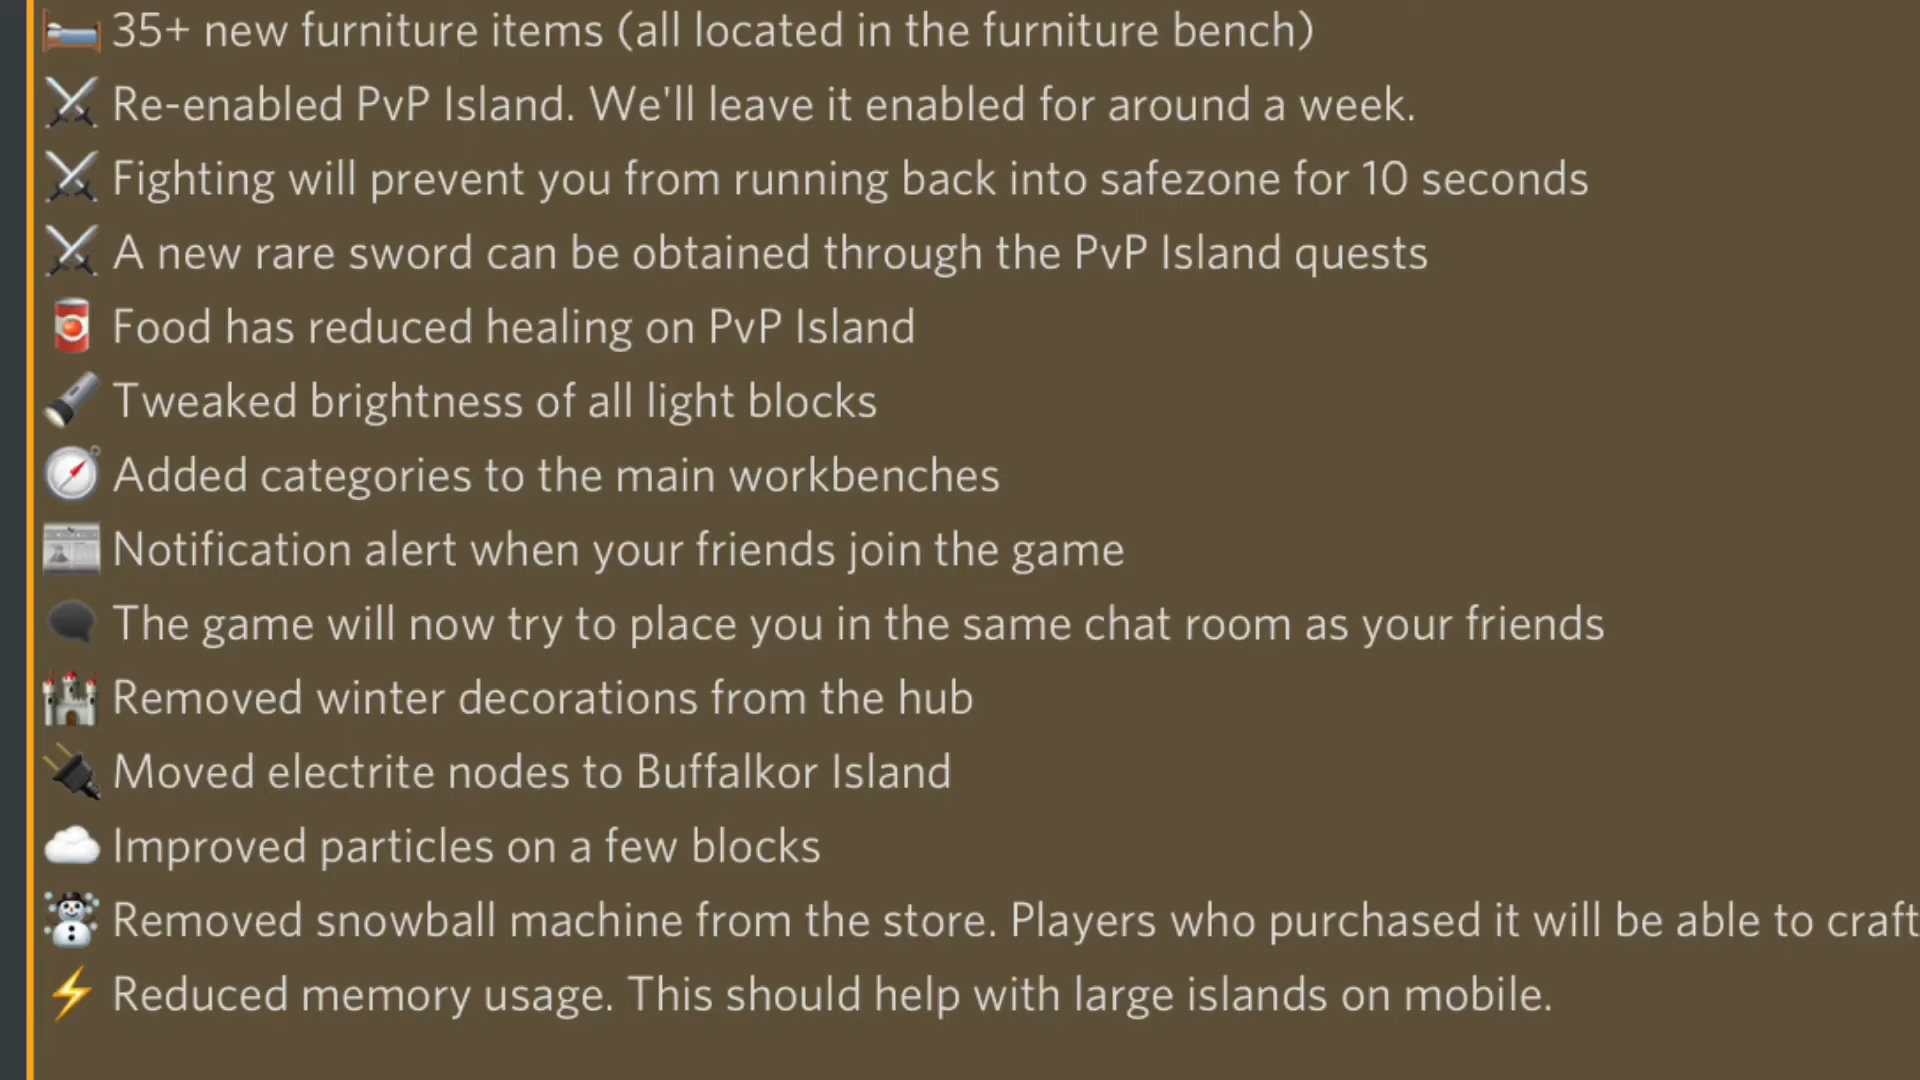 35+ new furniture items (all located in the furniture bench)
Re-enabled PvP Island. We'll leave it enabled for around a week.
Fighting will prevent you from running back into safezone for 10 seconds
A new rare sword can be obtained through the PvP Island quests
Food has reduced healing on PvP Island
Tweaked brightness of all light blocks
Added categories to the main workbenches
Notification alert when your friends join the game
The game will now try to place you in the same chat room as your friends
Removed winter decorations from the hub
Moved electrite nodes to Buffalkor Island
Improved particles on a few blocks
Removed snowball machine from the store. Players who purchased it will be able to craft
Reduced memory usage. This should help with large islands on mobile.